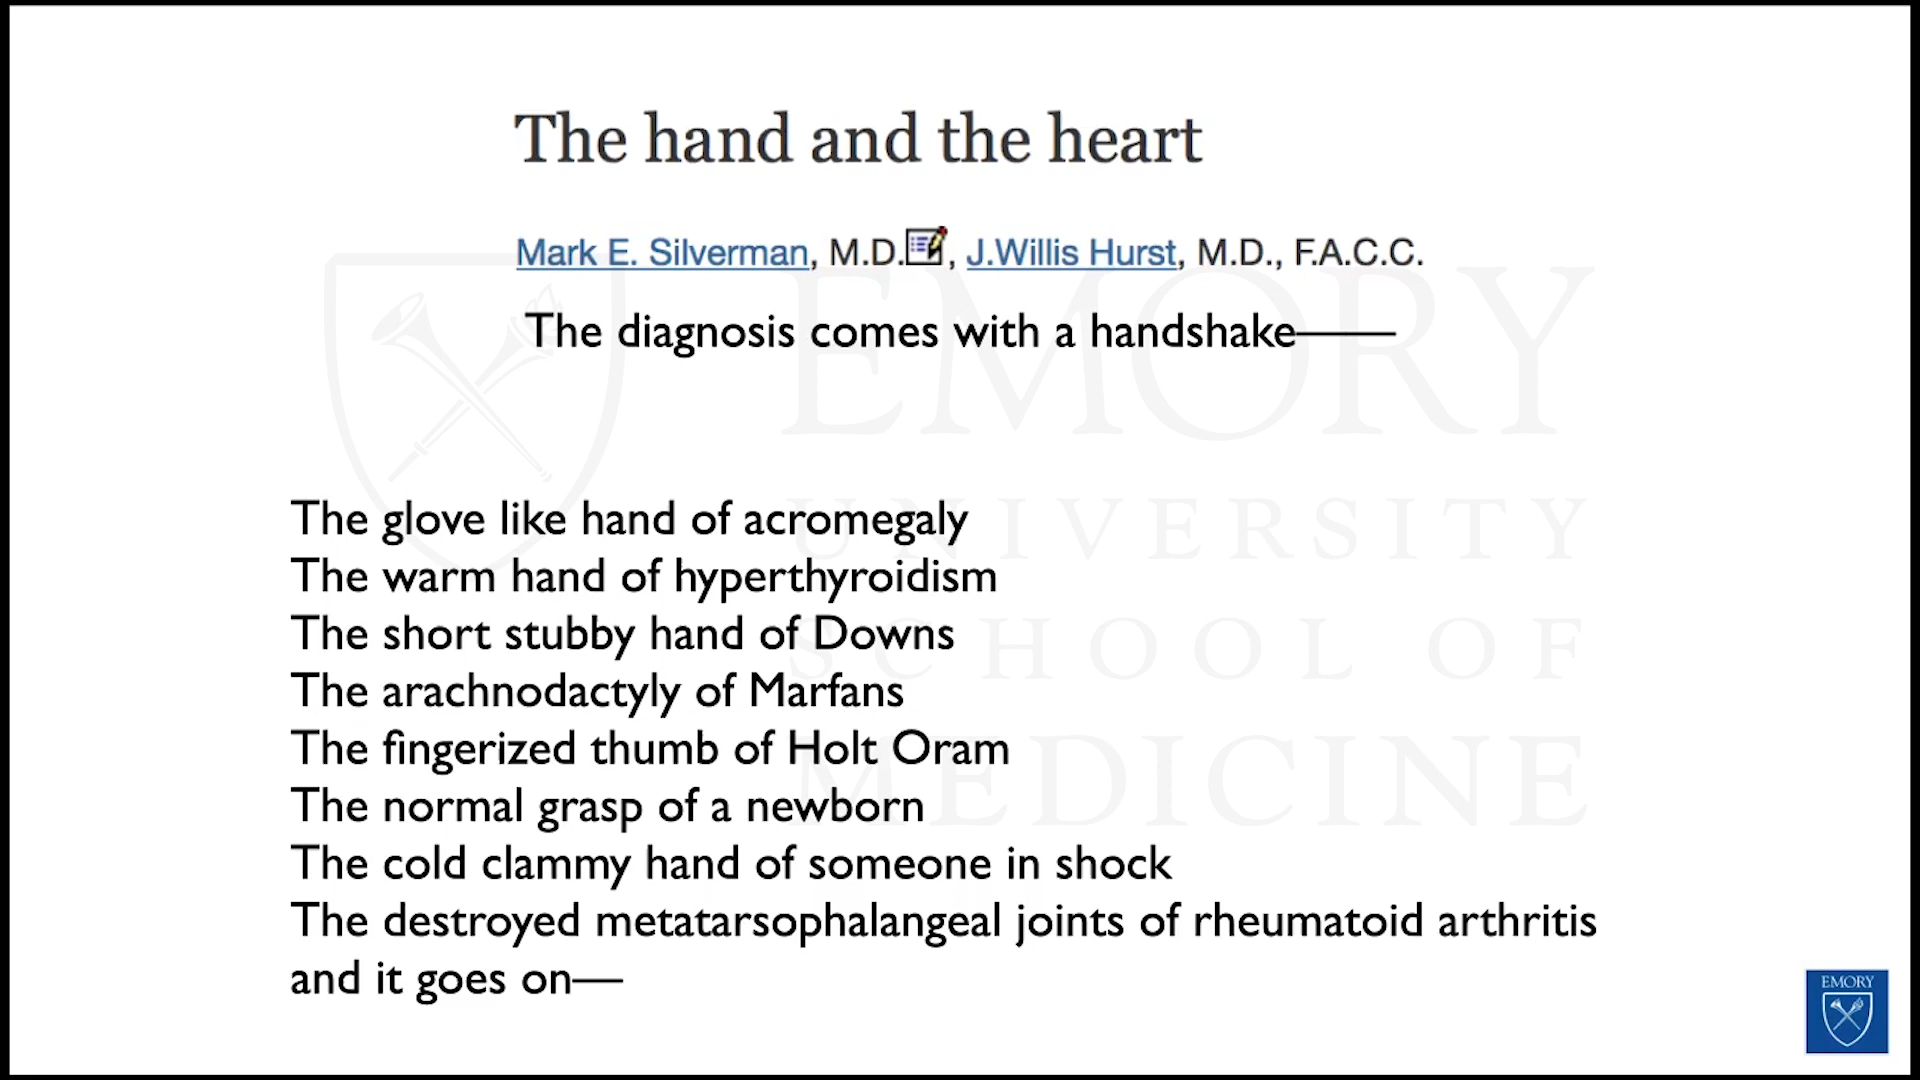 The hand and the heart
Mark E. Silverman, M.D., J.Willis Hurst, M.D., F.A.C.C.
The diagnosis comes with a handshake——
EMORY
UNIVERSITY
SCHOOL OF
MEDICINE
The glove like hand of acromegaly
The warm hand of hyperthyroidism
The short stubby hand of Downs
The arachnodactyly of Marfans
The fingerized thumb of Holt Oram
The normal grasp of a newborn
The cold clammy hand of someone in shock
The destroyed metatarsophalangeal joints of rheumatoid arthritis
and it goes on—
EMORY